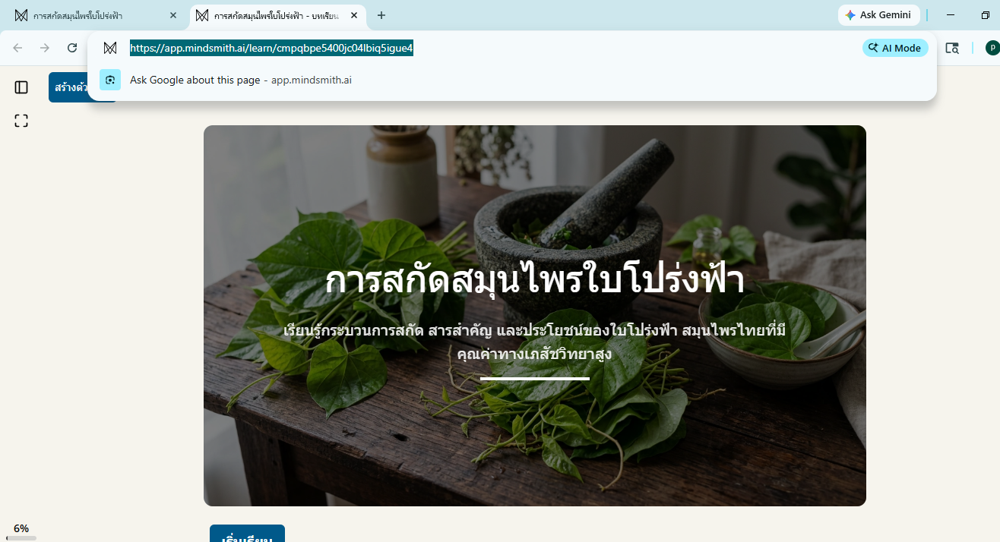 การสกัดสมุนไพรใบโปร่งฟ้า
การสกัดสมุนไพรใบโปร่งฟ้า - บทเรียน
Ask Gemini
https://app.mindsmith.ai/learn/cmpqbpe5400jc04lbiq5igue4
AI Mode
P
Ask Google about this page - app.mindsmith.ai
การสกัดสมุนไพรใบโปร่งฟ้า
เรียนรู้กระบวนการสกัด สารสำคัญ และประโยชน์ของใบโปร่งฟ้า สมุนไพรไทยที่มี
คุณค่าทางเภสัชวิทยาสูง
6%
เริ่มเรียน